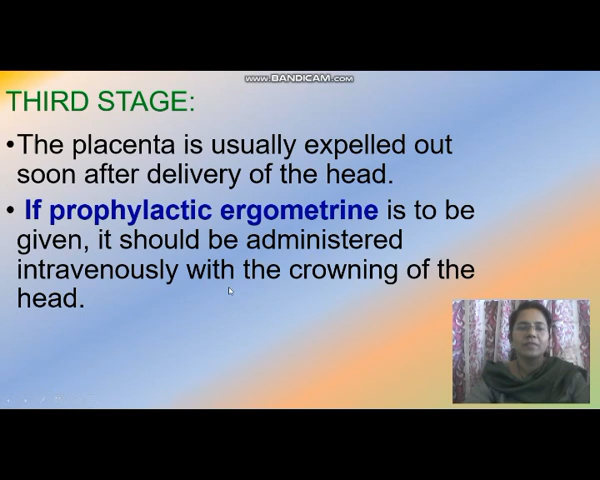 www.BANDICAM.com
THIRD STAGE:
•The placenta is usually expelled out
soon after delivery of the head.
• If prophylactic ergometrine is to be
given, it should be administered
intravenously with the crowning of the
head.